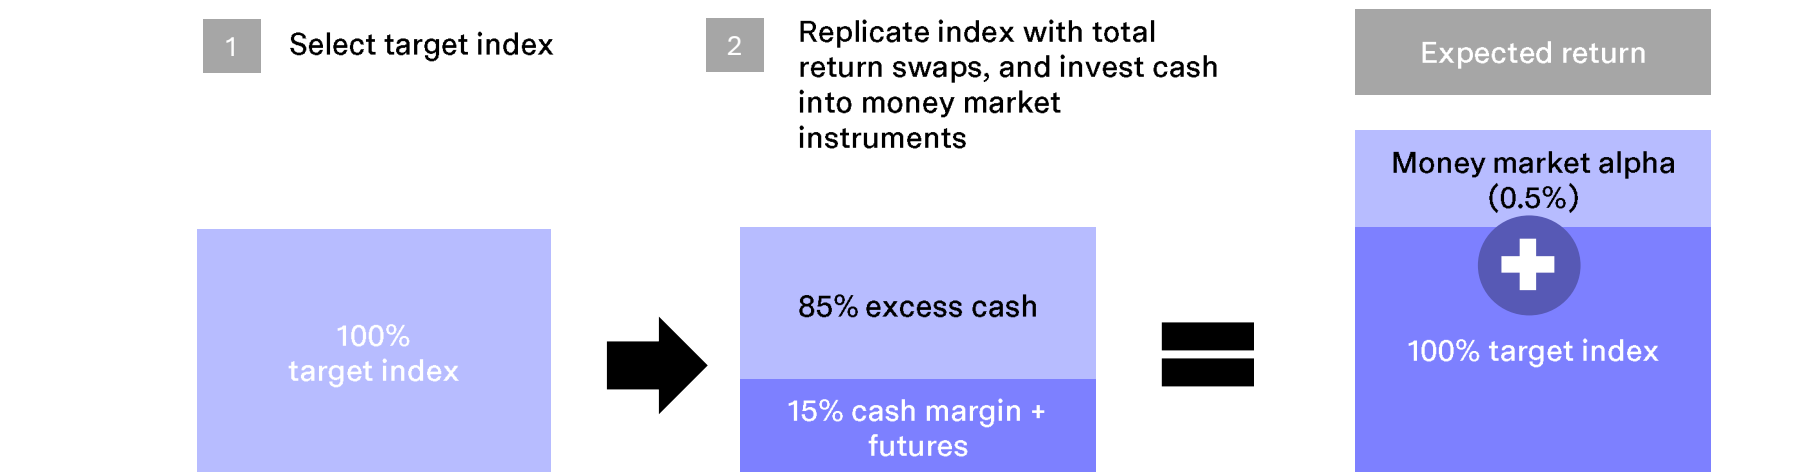 1
Select target index
2
Replicate index with total
return swaps, and invest cash
into money market
instruments
Expected return
100%
target index
85% excess cash
15% cash margin +
futures
Money market alpha
(0.5%)
100% target index